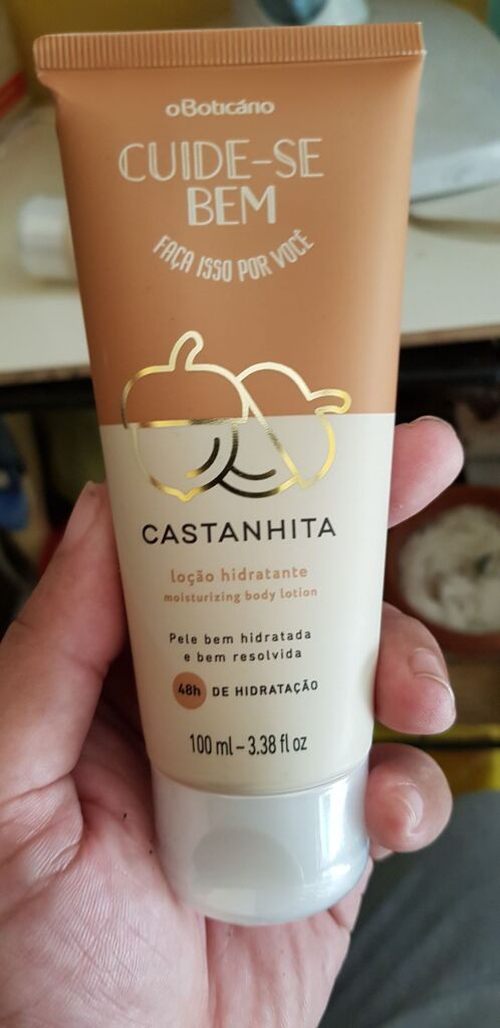 oBoticário
CUIDE-SE
BEM
FAÇA ISSO POR VOCÊ
CASTANHITA
loção hidratante
moisturizing body lotion
Pele bem hidratada
e bem resolvida
48h DE HIDRATAÇÃO
100 ml – 3.38 fl oz